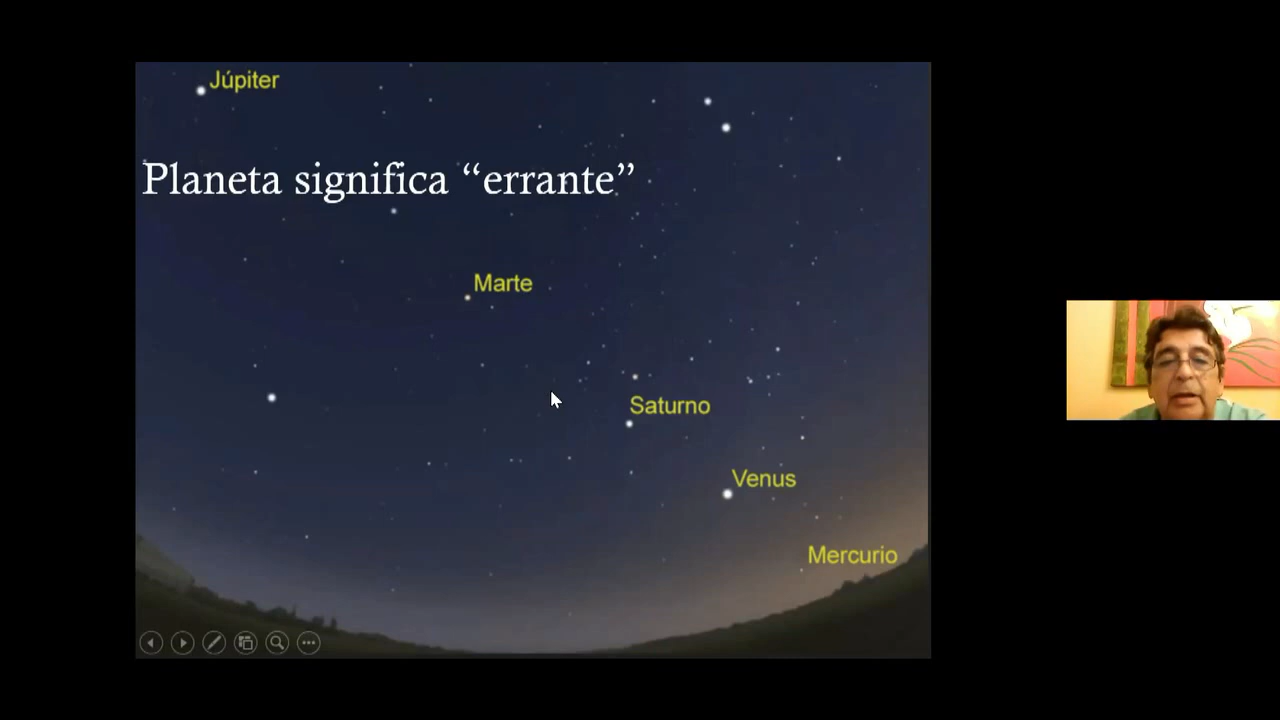 Júpiter
Planeta significa “errante”
Marte
Saturno
Venus
Mercurio